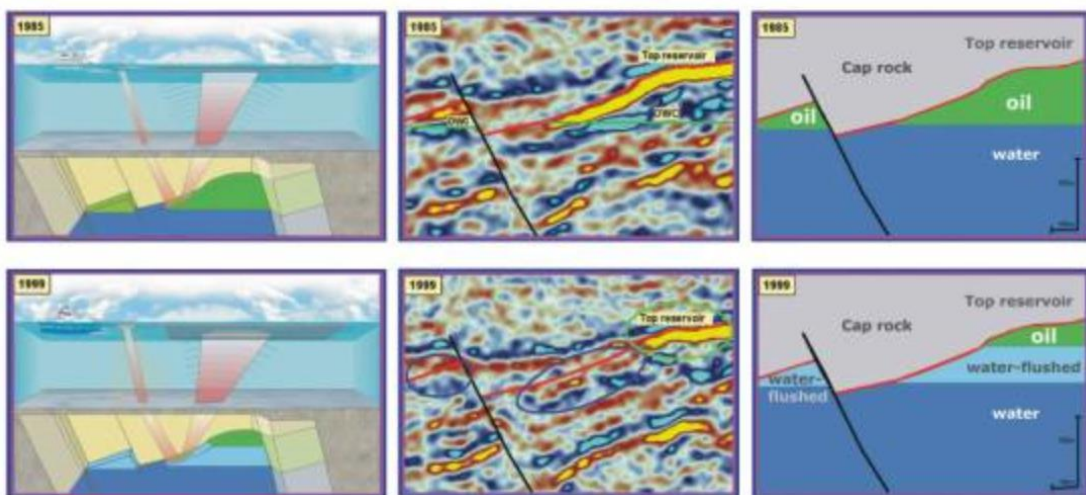 1985
1985
Top reservoir
OWC
OWC
1985
Top reservoir
Cap rock
oil
oil
water
1999
1999
Top reservoir
1999
Top reservoir
Cap rock
oil
water-flushed
water-
flushed
water